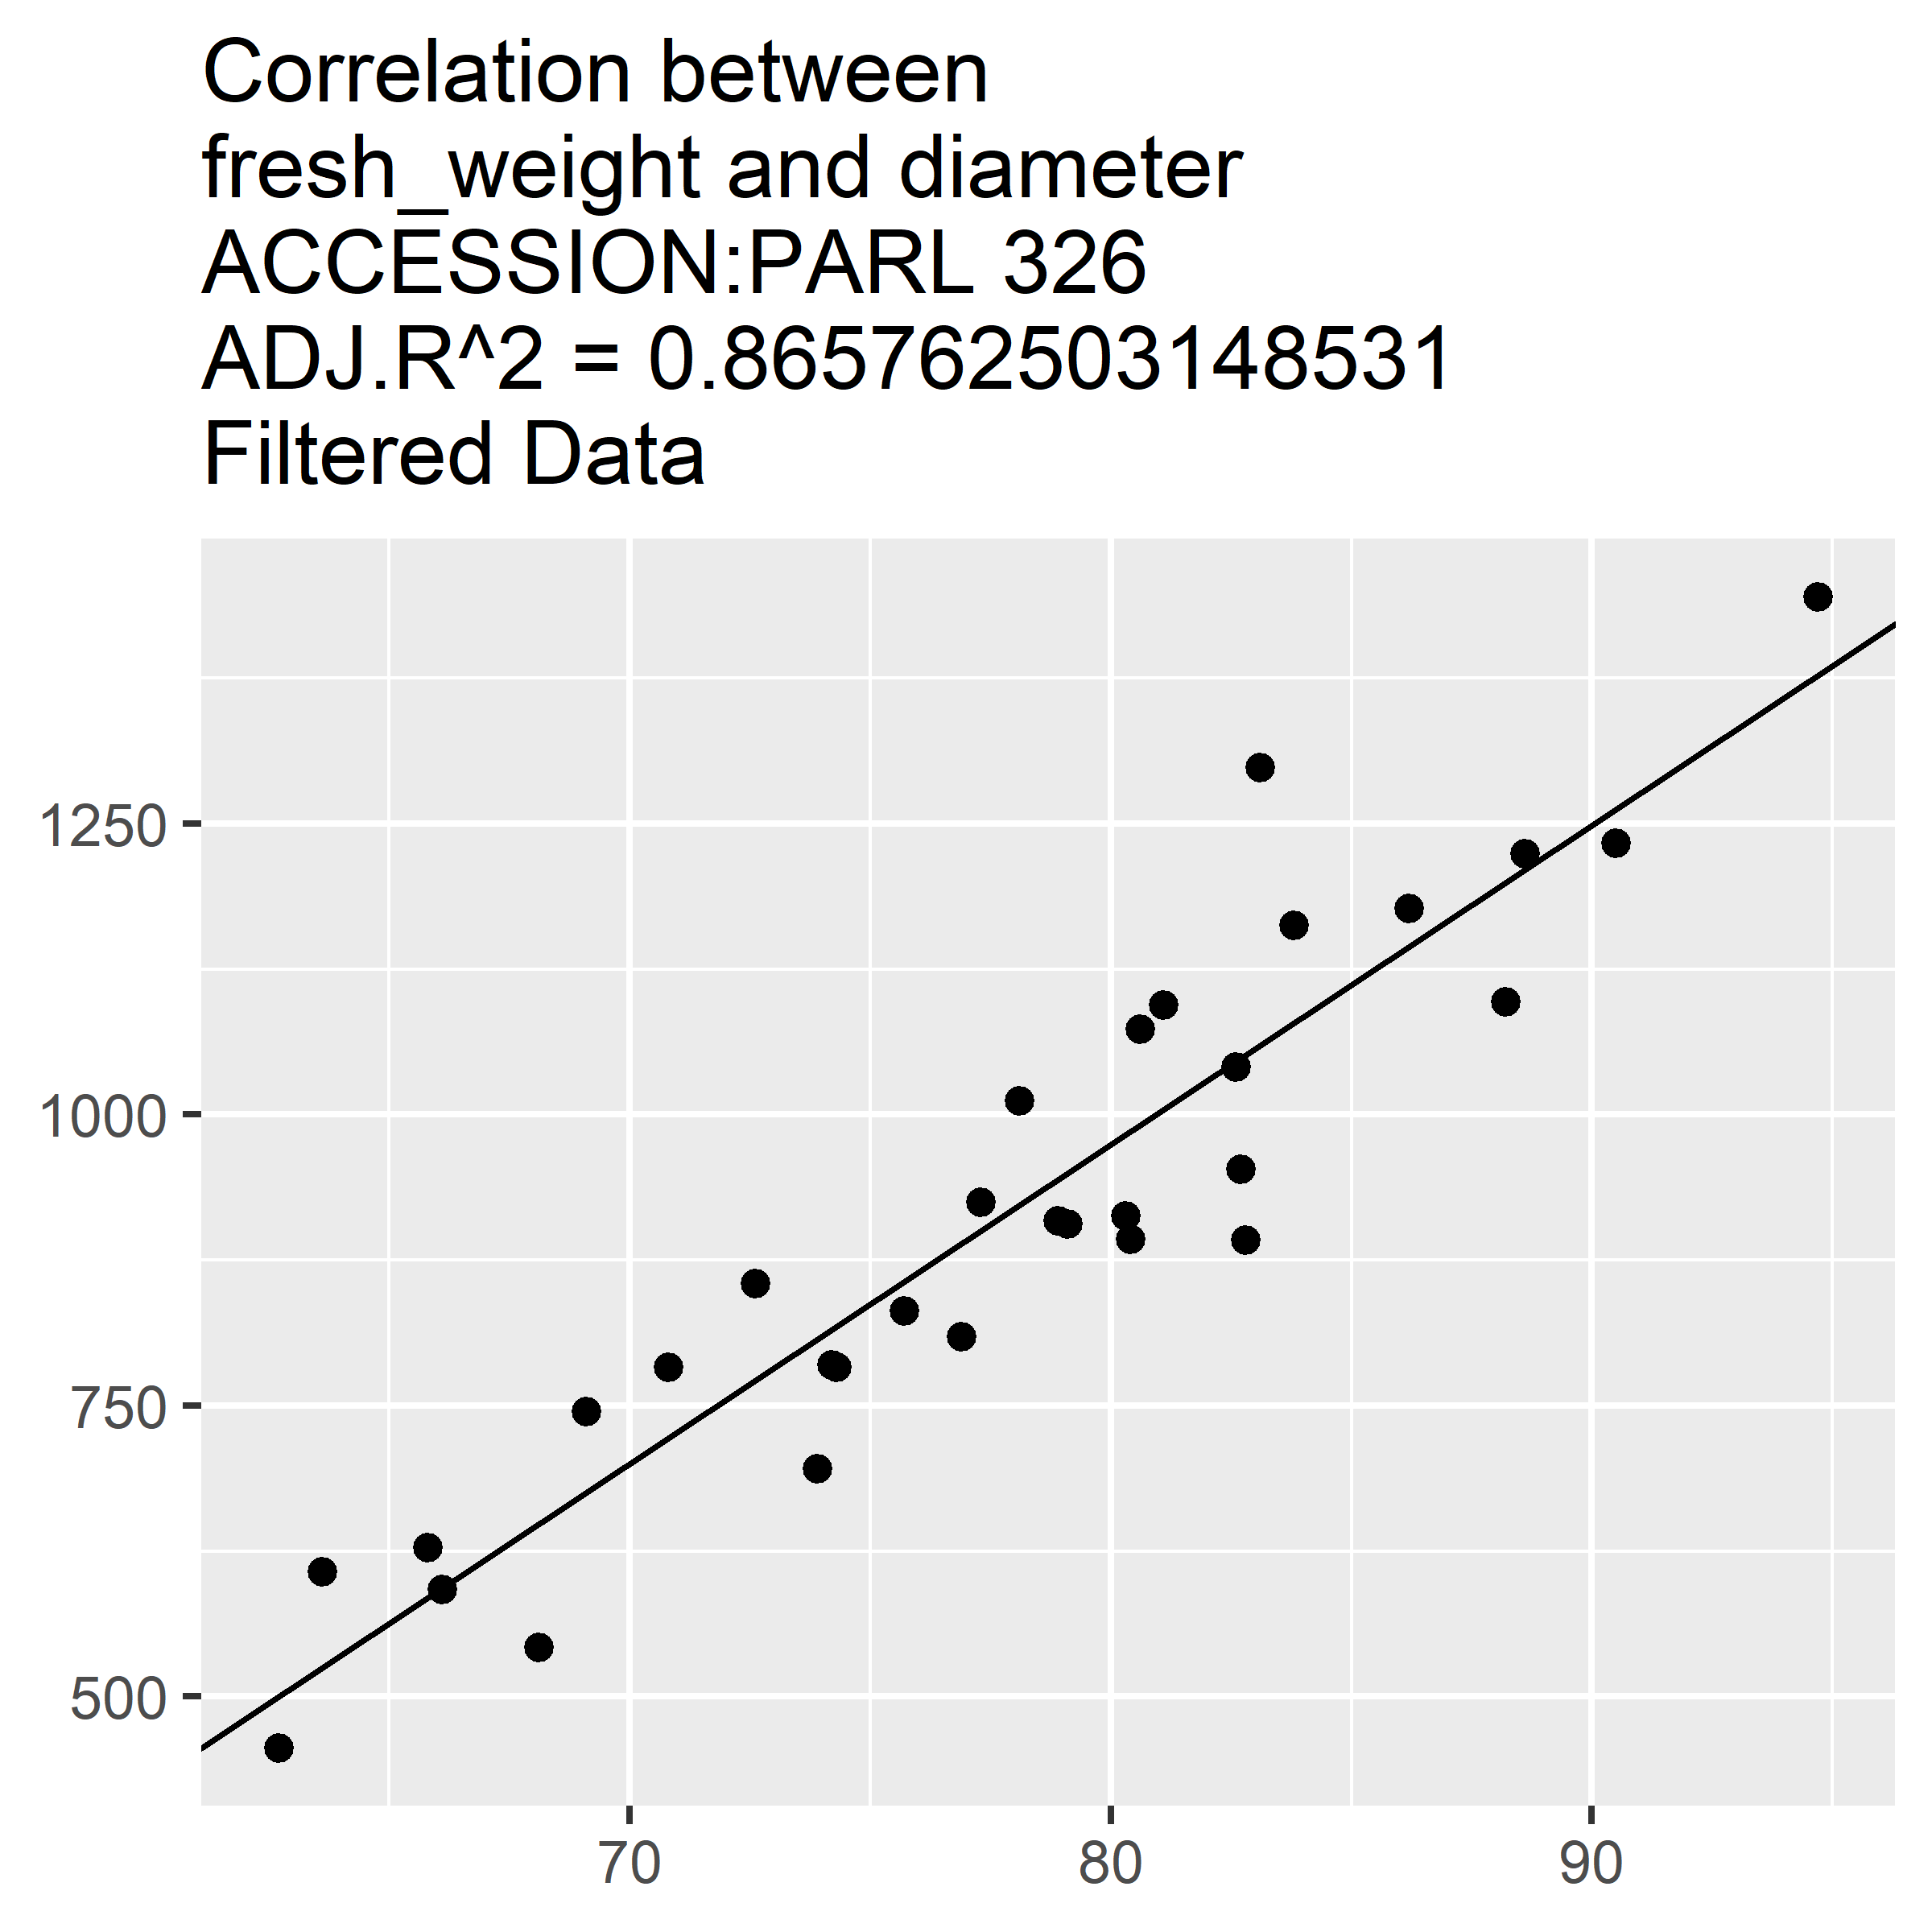 Correlation between
fresh_weight and diameter
ACCESSION:PARL 326
ADJ.R^2 = 0.865762503148531
Filtered Data
1250
1000
750
500
70 80 90